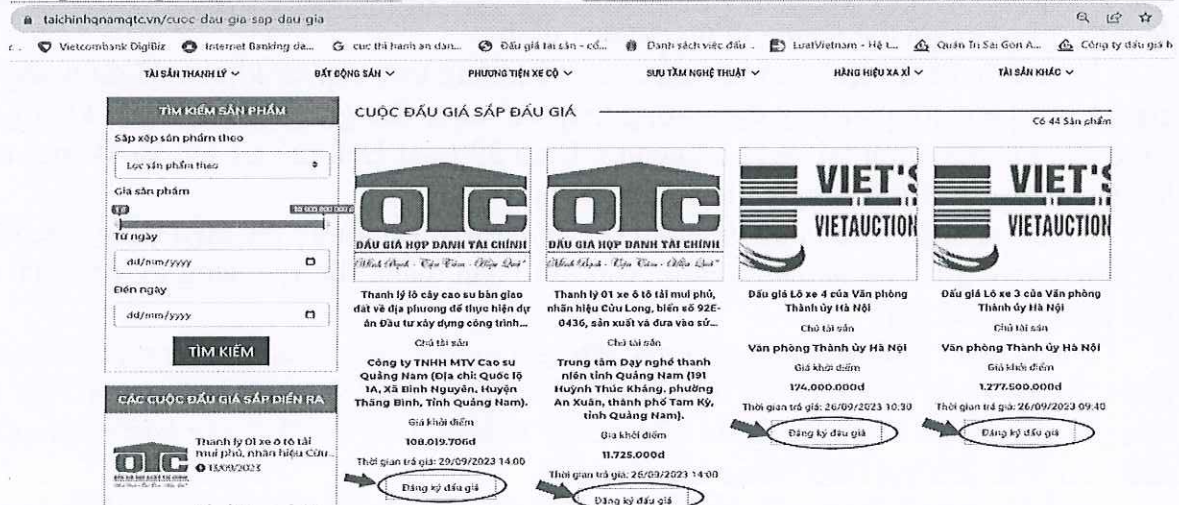 taichinhqnamqtc.vn/cuoc-dau-gia-sap-dau-gia
Vietcombank DigiBiz Internet Banking de... cuc thi hanh an dan... Đấu giá tài sản - cổ... Danh sách việc đấu . LuatVietnam - Hệ t... Quản Trị Sài Gòn A... Công ty đấu giá h
TÀI SẢN THANH LÝ BẤT ĐỘNG SẢN PHƯƠNG TIỆN XE CỘ SƯU TẦM NGHỆ THUẬT HÀNG HIỆU XA XỈ TÀI SẢN KHÁC
TÌM KIẾM SẢN PHẨM
Sắp xếp sản phẩm theo
Lọc sản phẩm theo
Giá sản phẩm
Từ ngày
dd/mm/yyyy
Đến ngày
dd/mm/yyyy
TÌM KIẾM
CÁC CUỘC ĐẤU GIÁ SẮP DIỄN RA
Thanh lý 01 xe ô tô tải
mui phủ, nhãn hiệu Cửu...
13/09/2023
CUỘC ĐẤU GIÁ SẮP ĐẤU GIÁ
Có 44 Sản phẩm
QTC
ĐẤU GIÁ HỢP DANH TÀI CHÍNH
Thanh lý lô cây cao su bàn giao
đất về địa phương để thực hiện dự
án Đầu tư xây dựng công trình...
Chủ tài sản
Công ty TNHH MTV Cao su
Quảng Nam (Địa chỉ: Quốc lộ
1A, Xã Bình Nguyên, Huyện
Thăng Bình, Tỉnh Quảng Nam).
Giá khởi điểm
108.019.706đ
Thời gian trả giá: 29/09/2023 14:00
Đăng ký đấu giá
QTC
ĐẤU GIÁ HỢP DANH TÀI CHÍNH
Thanh lý 01 xe ô tô tải mui phủ,
nhãn hiệu Cửu Long, biển số 92E-
0436, sản xuất và đưa vào sử...
Chủ tài sản
Trung tâm Dạy nghề thanh
niên tỉnh Quảng Nam (191
Huỳnh Thúc Kháng, phường
An Xuân, thành phố Tam Kỳ,
tỉnh Quảng Nam).
Giá khởi điểm
11.725.000đ
Thời gian trả giá: 26/09/2023 14:00
Đăng ký đấu giá
VIET'S
VIETAUCTION
Đấu giá Lô xe 4 của Văn phòng
Thành ủy Hà Nội
Chủ tài sản
Văn phòng Thành ủy Hà Nội
Giá khởi điểm
174.000.000đ
Thời gian trả giá: 26/09/2023 10:30
Đăng ký đấu giá
VIET'S
VIETAUCTION
Đấu giá Lô xe 3 của Văn phòng
Thành ủy Hà Nội
Chủ tài sản
Văn phòng Thành ủy Hà Nội
Giá khởi điểm
1.277.500.000đ
Thời gian trả giá: 26/09/2023 09:40
Đăng ký đấu giá